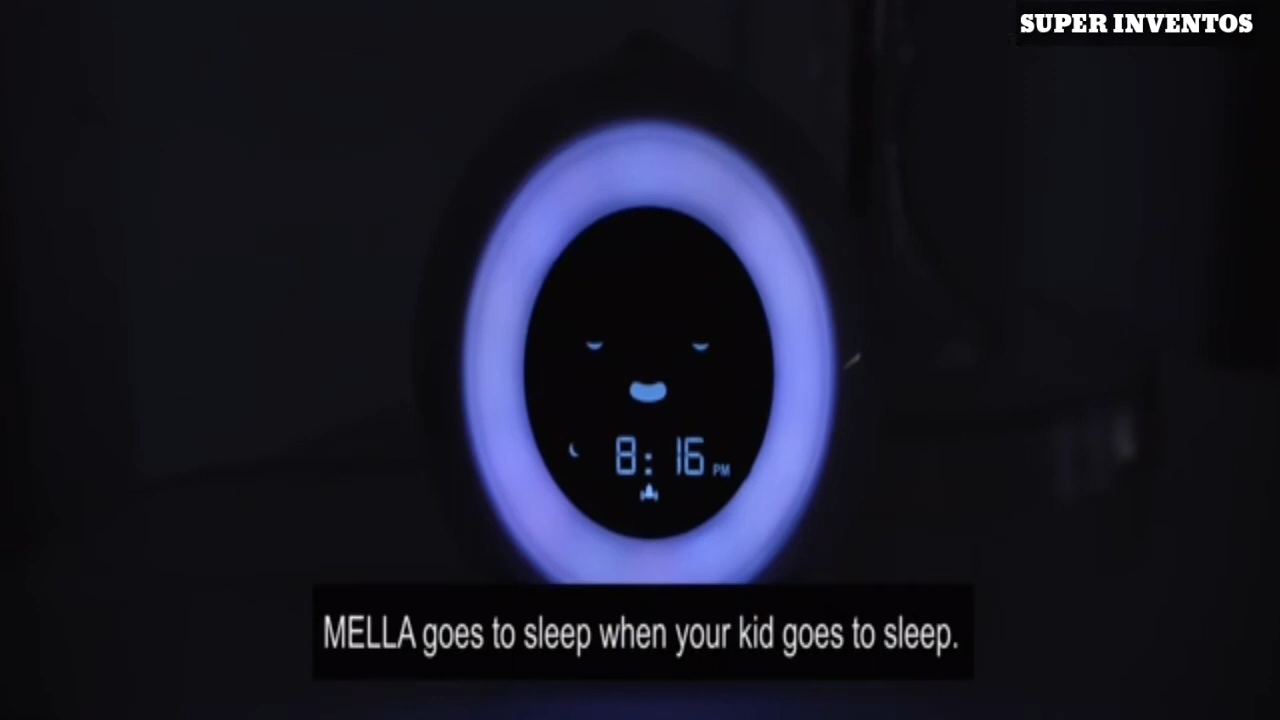 SUPER INVENTOS
8:16 PM
MELLA goes to sleep when your kid goes to sleep.